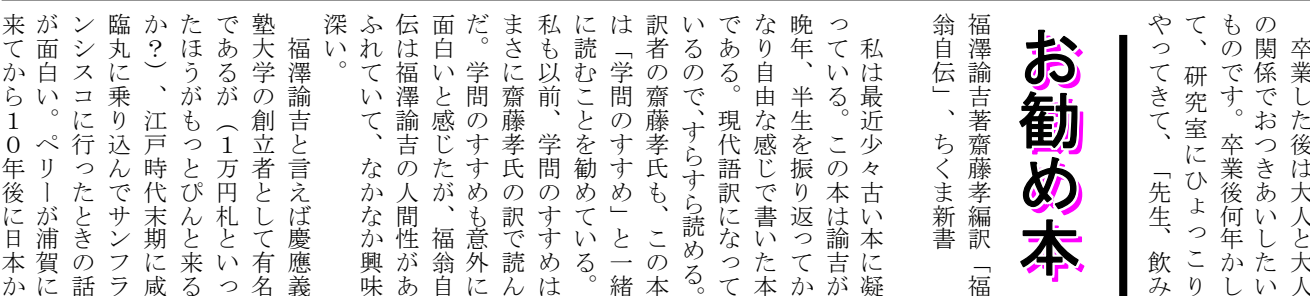 卒業した後は大人と大人
の関係でおつきあいしたい
ものです。卒業後何年かし
て、研究室にひょっこり
やってきて、「先生、飲み
お勧め本
福澤諭吉著齋藤孝編訳「福
翁自伝」、ちくま新書
私は最近少々古い本に凝
っている。この本は諭吉が
晩年、半生を振り返ってか
なり自由な感じで書いた本
である。現代語訳になって
いるので、すらすら読める。
訳者の齋藤孝氏も、この本
は「学問のすすめ」と一緒
に読むことを勧めている。
私も以前、学問のすすめは
まさに齋藤孝氏の訳で読ん
だ。学問のすすめも意外に
面白いと感じたが、福翁自
伝は福澤諭吉の人間性があ
ふれていて、なかなか興味
深い。
福澤諭吉と言えば慶應義
塾大学の創立者として有名
であるが（１万円札といっ
たほうがもっとぴんと来る
か？）、江戸時代末期に咸
臨丸に乗り込んでサンフラ
ンシスコに行ったときの話
が面白い。ペリーが浦賀に
来てから１０年後に日本か